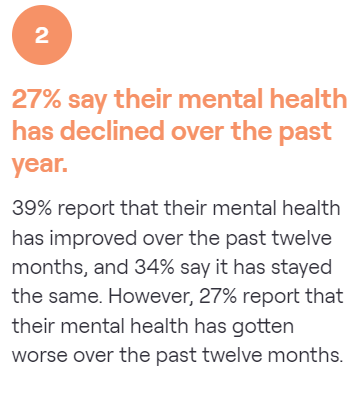 2
27% say their mental health
has declined over the past
year.
39% report that their mental health
has improved over the past twelve
months, and 34% say it has stayed
the same. However, 27% report that
their mental health has gotten
worse over the past twelve months.